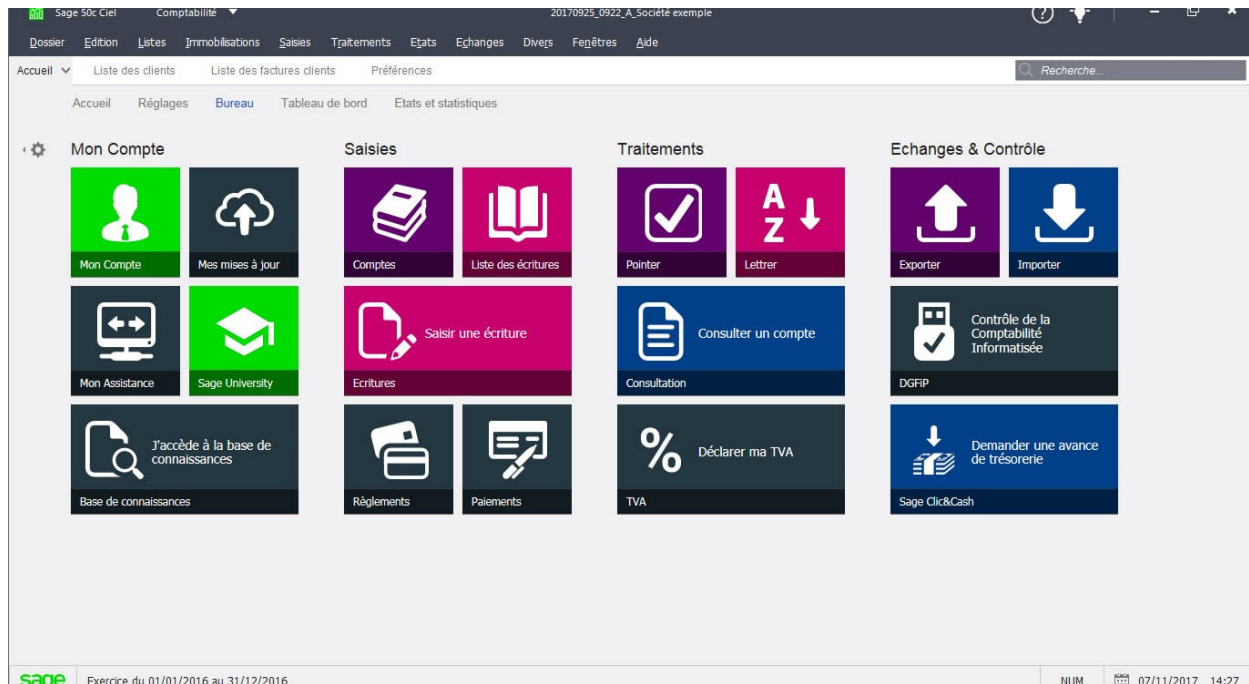 Sage 50c Ciel Comptabilité 20170925_0922_A_Société exemple
Dossier Edition Listes Immobilisations Saisies Traitements Etats Echanges Divers Fenêtres Aide
Accueil Liste des clients Liste des factures clients Préférences Recherche...
Accueil Réglages Bureau Tableau de bord Etats et statistiques
Mon Compte Saisies Traitements Echanges & Contrôle
A
Z
Mon Compte Mes mises à jour Comptes Liste des écritures Pointer Lettrer Exporter Importer
Saisir une écriture Consulter un compte Contrôle de la
Comptabilité
Informatisée
Mon Assistance Sage University Ecritures Consultation DGFiP
J'accède à la base de
connaissances
% Déclarer ma TVA Demander une avance
de trésorerie
Base de connaissances Règlements Paiements TVA Sage Clic&Cash
sage Exercice du 01/01/2016 au 31/12/2016 NUM 07/11/2017 14:27